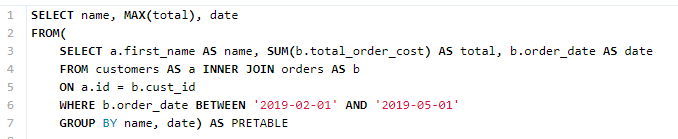 1 SELECT name, MAX(total), date
2 FROM(
3 SELECT a.first_name AS name, SUM(b.total_order_cost) AS total, b.order_date AS date
4 FROM customers AS a INNER JOIN orders AS b
5 ON a.id = b.cust_id
6 WHERE b.order_date BETWEEN '2019-02-01' AND '2019-05-01'
7 GROUP BY name, date) AS PRETABLE